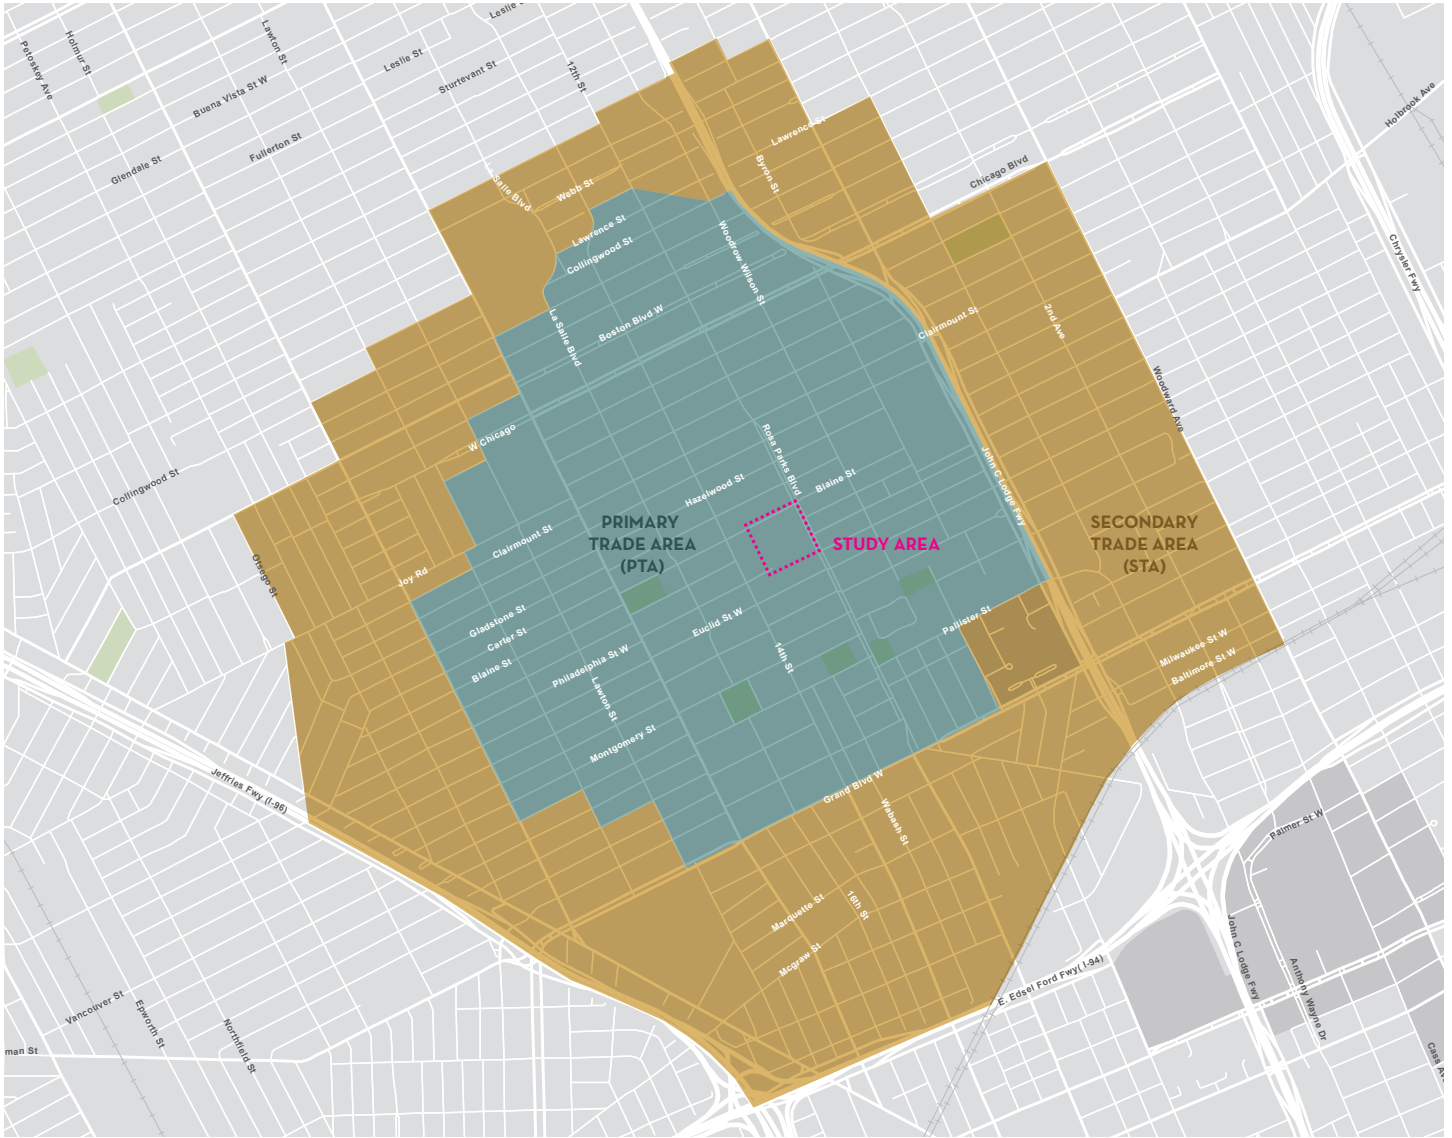 Leslie S
Petoskey Ave
Holmur St
Lawton St
Leslie St
Buena Vista St W
Sturtevant St
12th St
Holbrook Ave
Glendale St
Fullerton St
Lawrence St
Byron St
Chicago Blvd
Salle Blvd
Webb St
Lawrence St
Collingwood St
Woodrow Wilson St
Chrysler Fwy
La Salle Blvd
Boston Blvd W
Clairmount St
2nd Ave
Woodward Ave
W Chicago
Rosa Parks Blvd
John C Lodge Fwy
Collingwood St
Hazelwood St
Blaine St
Clairmount St
PRIMARY
TRADE AREA
(PTA)
STUDY AREA
SECONDARY
TRADE AREA
(STA)
Otsego St
Joy Rd
Gladstone St
Carter St
Blaine St
Euclid St W
Pallister St
Philadelphia St W
14th St
Milwaukee St W
Baltimore St W
Lawton St
Montgomery St
Jeffries Fwy (I-96)
Grand Blvd W
Wabash St
Palmer St W
Marquette St
16th St
Mcgraw St
John C Lodge Fwy
E. Edsel Ford Fwy( I-94)
Anthony Wayne Dr
Vancouver St
Epworth St
Northfield St
man St
Cass Av